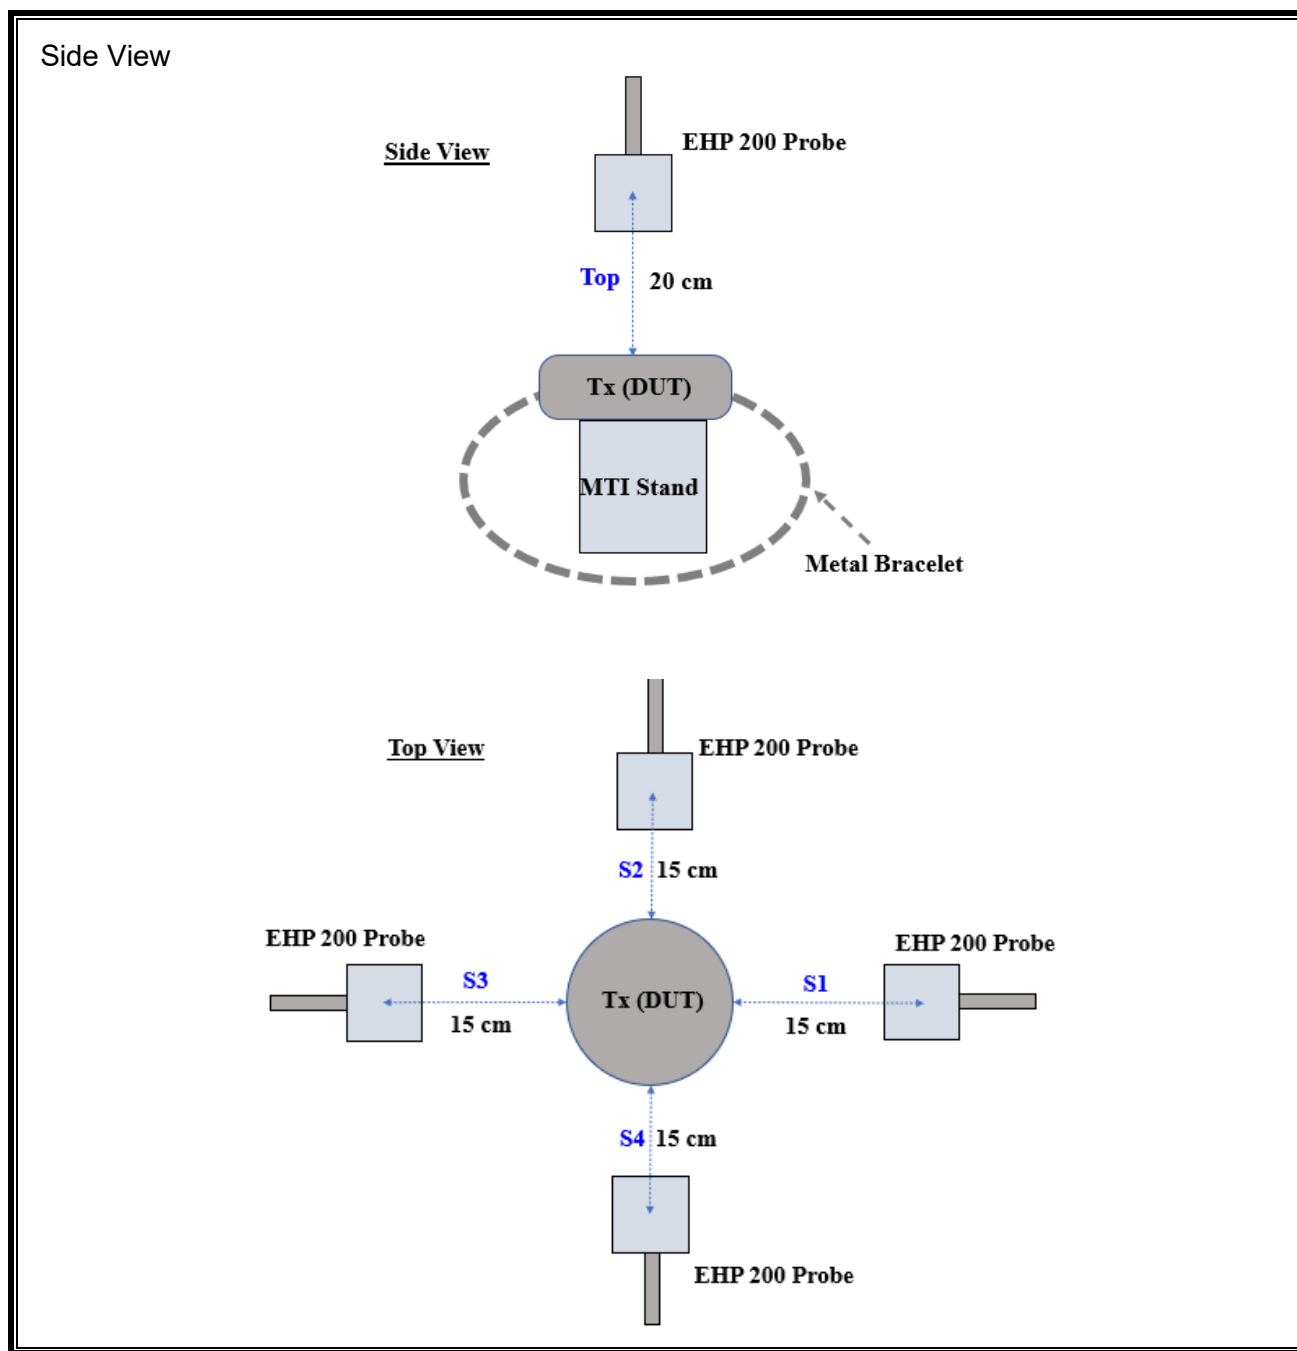 Side View
Side View
EHP 200 Probe
Top
20 cm
Tx (DUT)
MTI Stand
Metal Bracelet
Top View
EHP 200 Probe
S2
15 cm
EHP 200 Probe
EHP 200 Probe
S3
S1
Tx (DUT)
15 cm
15 cm
S4
15 cm
EHP 200 Probe